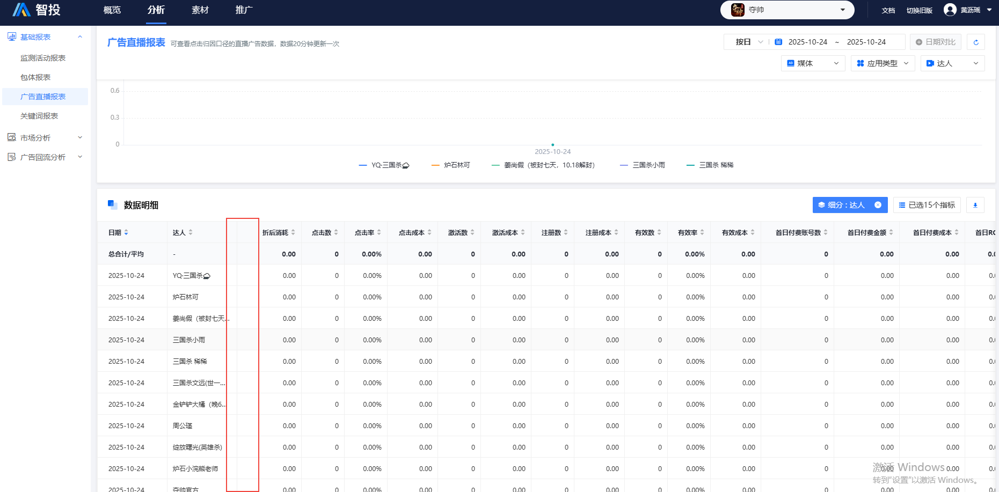 智投
概览 分析 素材 推广
夺帅
文档 切换旧版 黄沥瑶
基础报表
监测活动报表
包体报表
广告直播报表
关键词报表
市场分析
广告回流分析
广告直播报表 可查看点击归因口径的直播广告数据，数据20分钟更新一次
按日 2025-10-24 ~ 2025-10-24 日期对比
媒体 应用类型 达人
0.6
0.3
0
2025-10-24
YQ·三国杀 炉石林可 姜尚假（被封七天，10.18解封） 三国杀小雨 三国杀 稀稀
数据明细
细分 : 达人 已选15个指标
日期 达人 折后消耗 点击数 点击率 点击成本 激活数 激活成本 注册数 注册成本 有效数 有效率 有效成本 首日付费账号数 首日付费金额 首日付费成本 首日RO
总合计/平均 - 0.00 0 0.00% 0.00 0 0.00 0 0.00 0 0.00% 0.00 0 0.00 0.00 0.0
2025-10-24 YQ·三国杀 0.00 0 0.00% 0.00 0 0.00 0 0.00 0 0.00% 0.00 0 0.00 0.00 0.
2025-10-24 炉石林可 0.00 0 0.00% 0.00 0 0.00 0 0.00 0 0.00% 0.00 0 0.00 0.00 0.
2025-10-24 姜尚假（被封七天... 0.00 0 0.00% 0.00 0 0.00 0 0.00 0 0.00% 0.00 0 0.00 0.00 0.
2025-10-24 三国杀小雨 0.00 0 0.00% 0.00 0 0.00 0 0.00 0 0.00% 0.00 0 0.00 0.00 0.
2025-10-24 三国杀 稀稀 0.00 0 0.00% 0.00 0 0.00 0 0.00 0 0.00% 0.00 0 0.00 0.00 0.
2025-10-24 三国杀文远(世一... 0.00 0 0.00% 0.00 0 0.00 0 0.00 0 0.00% 0.00 0 0.00 0.00 0.
2025-10-24 金铲铲大橘（晚6... 0.00 0 0.00% 0.00 0 0.00 0 0.00 0 0.00% 0.00 0 0.00 0.00 0.
2025-10-24 周公瑾 0.00 0 0.00% 0.00 0 0.00 0 0.00 0 0.00% 0.00 0 0.00 0.00 0.
2025-10-24 绽放曙光(英雄杀) 0.00 0 0.00% 0.00 0 0.00 0 0.00 0 0.00% 0.00 0 0.00 0.00 0.
2025-10-24 炉石小浣熊老师 0.00 0 0.00% 0.00 0 0.00 0 0.00 0 0.00% 0.00 0 0.00 0.00 0.
2025-10-24 夺帅官方 0.00 0 0.00% 0.00 0 0.00 0 0.00 0 0.00% 0.00 0 0.00 0.00 0.
激活 Windows
转到"设置"以激活 Windows。